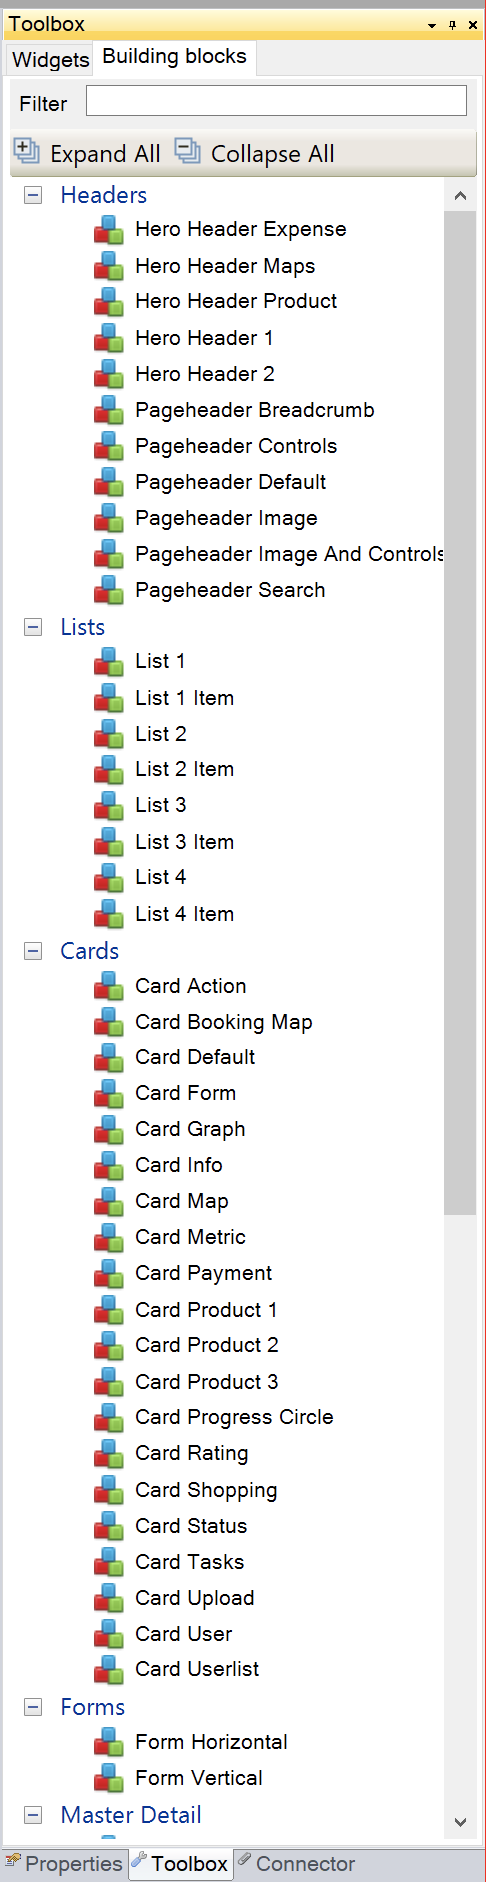 Toolbox
Widgets Building blocks
Filter
Expand All Collapse All
Headers
Hero Header Expense
Hero Header Maps
Hero Header Product
Hero Header 1
Hero Header 2
Pageheader Breadcrumb
Pageheader Controls
Pageheader Default
Pageheader Image
Pageheader Image And Controls
Pageheader Search
Lists
List 1
List 1 Item
List 2
List 2 Item
List 3
List 3 Item
List 4
List 4 Item
Cards
Card Action
Card Booking Map
Card Default
Card Form
Card Graph
Card Info
Card Map
Card Metric
Card Payment
Card Product 1
Card Product 2
Card Product 3
Card Progress Circle
Card Rating
Card Shopping
Card Status
Card Tasks
Card Upload
Card User
Card Userlist
Forms
Form Horizontal
Form Vertical
Master Detail
Properties Toolbox Connector